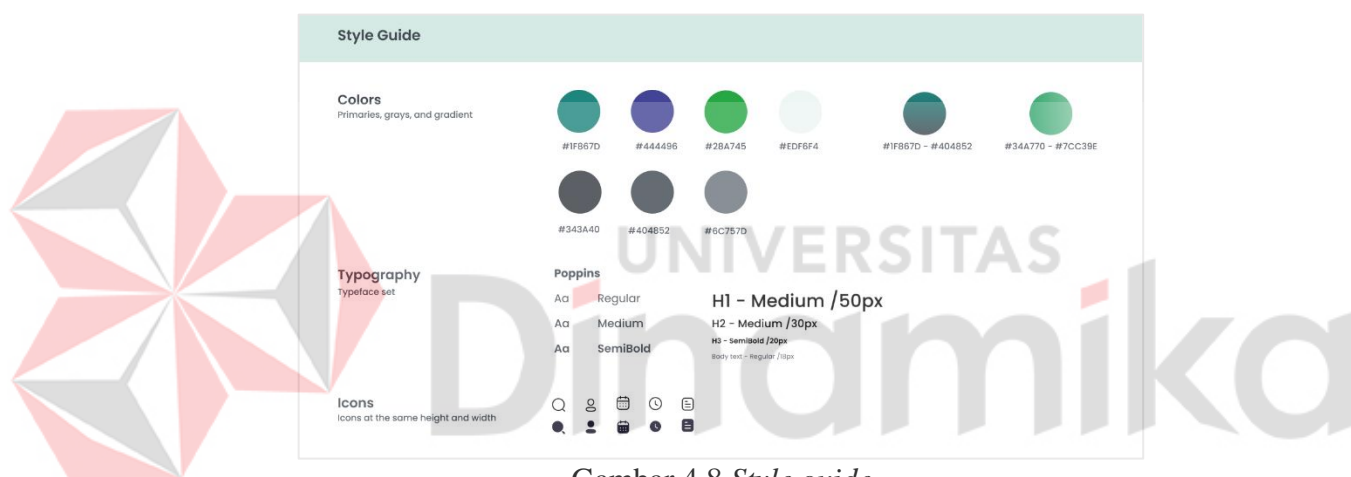 Style Guide
Colors
Primaries, grays, and gradient
#1F867D #444496 #28A745 #EDF6F4 #1F867D - #404852 #34A770 - #7CC39E
#343A40 #404852 #6C757D
UNIVERSITAS
Dinamika
Typography
Typeface set
Poppins
Aa Regular
Aa Medium
Aa SemiBold
H1 - Medium /50px
H2 - Medium /30px
H3 - SemiBold /20px
Body text - Regular /18px
Icons
Icons at the same height and width
Gambar 4.8 Style guide